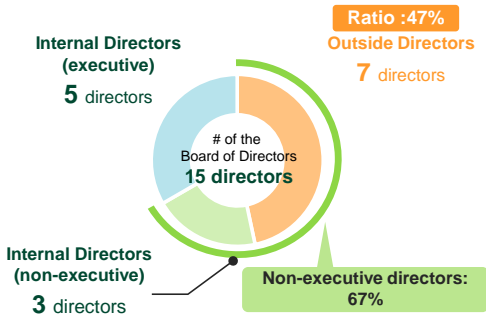 Ratio :47%
Outside Directors
7 directors
Internal Directors
(executive)
5 directors
# of the
Board of Directors
15 directors
Internal Directors
(non-executive)
3 directors
Non-executive directors:
67%